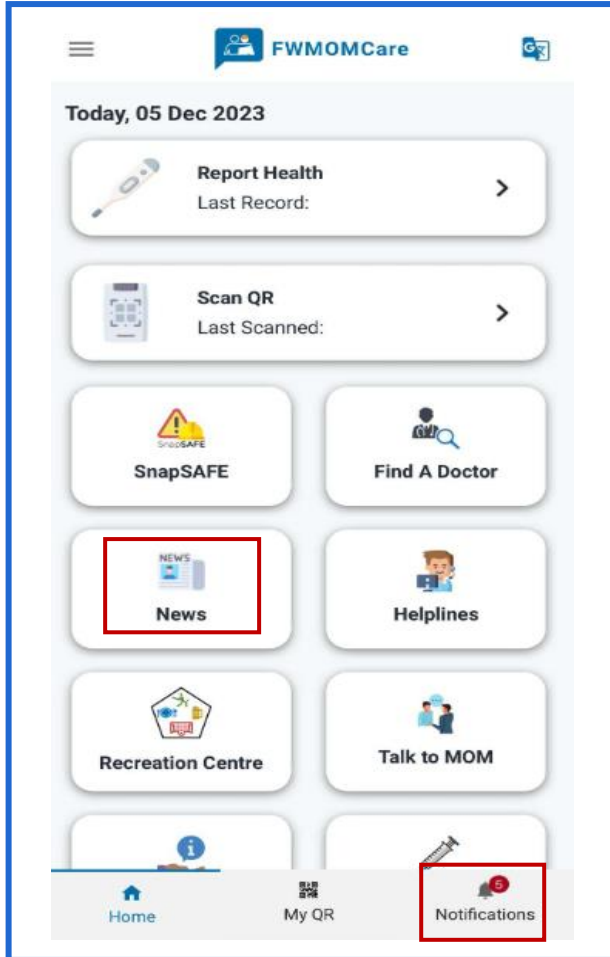 FWMOMCare
Today, 05 Dec 2023
Report Health
Last Record:
Scan QR
Last Scanned:
SnapSAFE
SnapSAFE
Find A Doctor
NEWS
News
Helplines
Recreation Centre
Talk to MOM
5
Home
My QR
Notifications